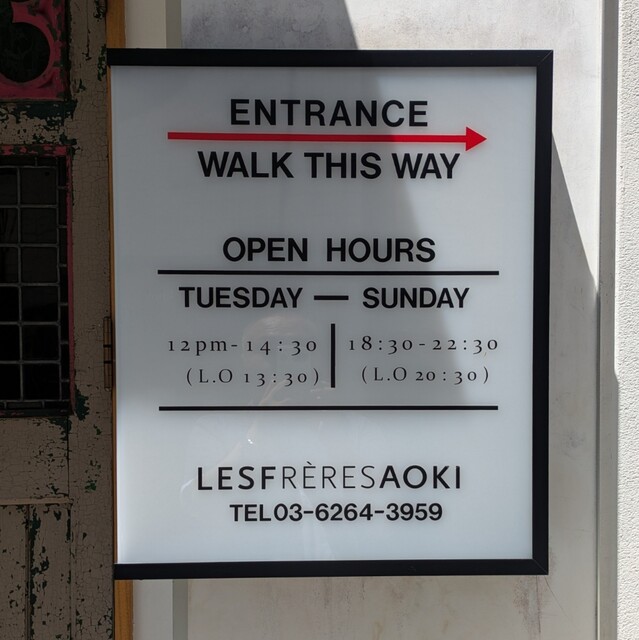 ENTRANCE
WALK THIS WAY
OPEN HOURS
TUESDAY — SUNDAY
12pm-14:30 | 18:30-22:30
(L.O 13:30) | (L.O 20:30)
LESFRÈRESAOKI
TEL03-6264-3959